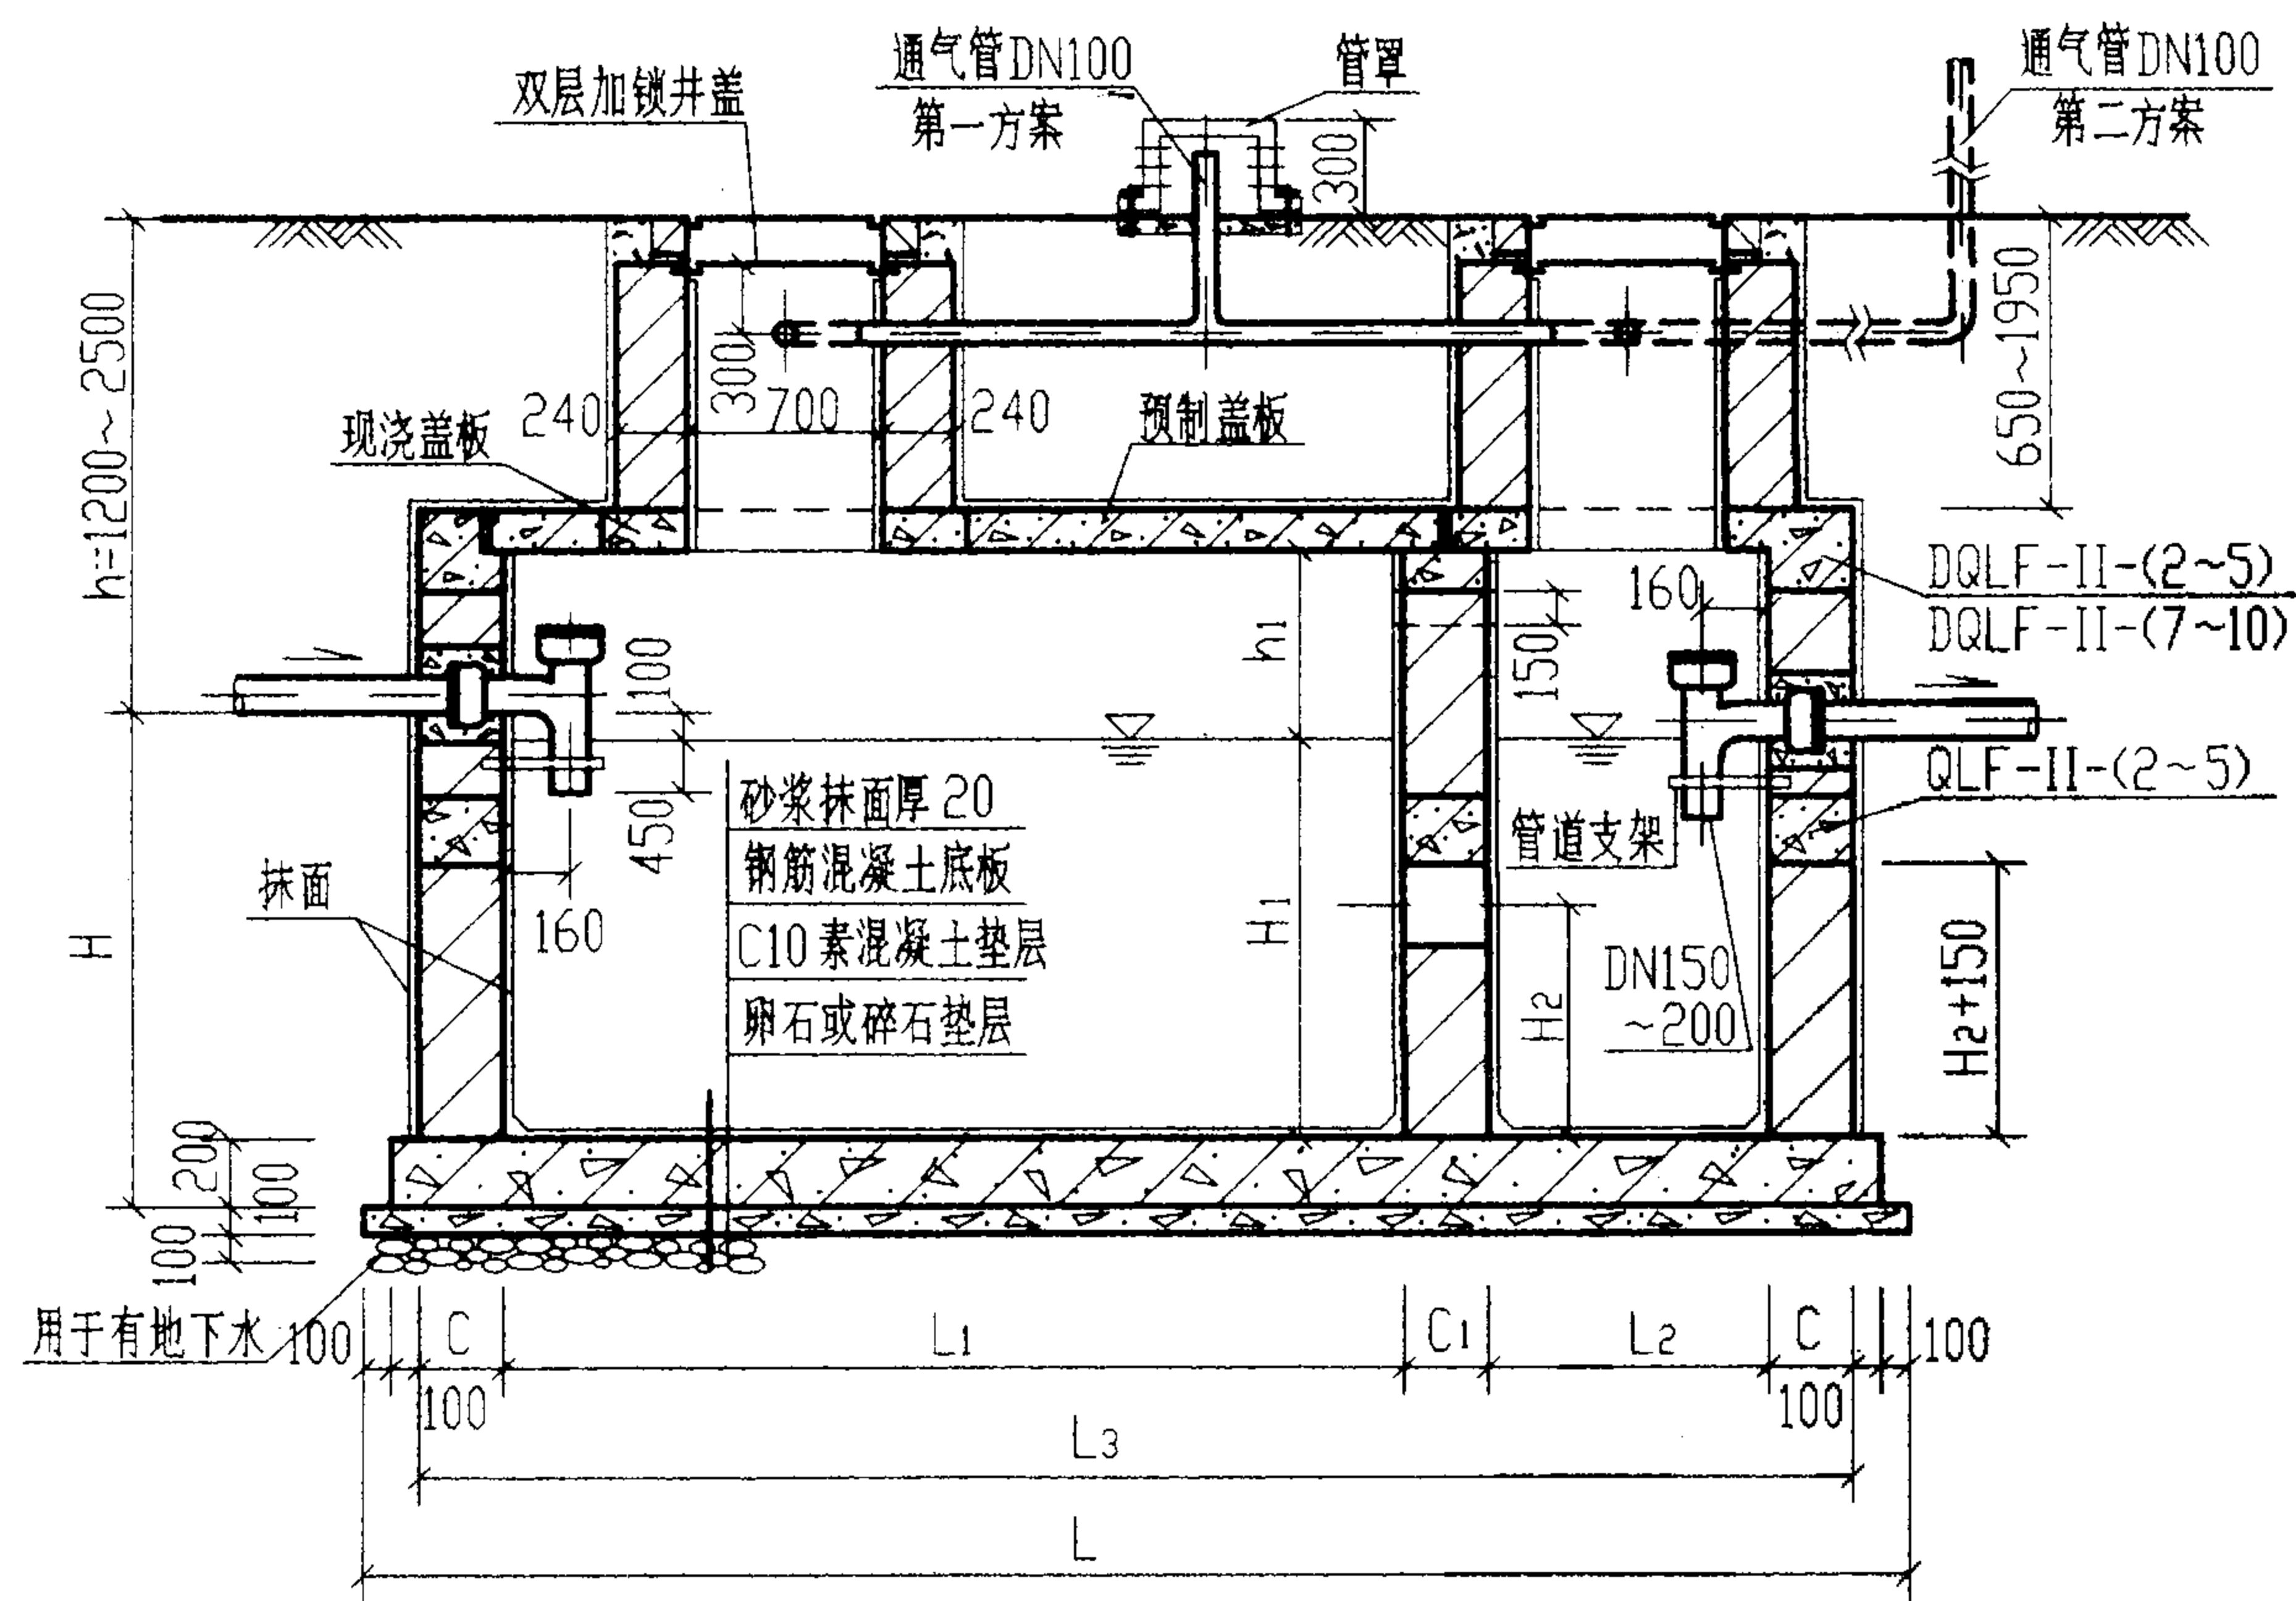 通气管DN100
第一方案
管罩
通气管DN100
第二方案
双层加锁井盖
300
h=1200~2500
650~1950
300
240
700
240
现浇盖板
预制盖板
DQLF-II-(2~5)
DQLF-II-(7~10)
160
150
h1
100
450
QLF-II-(2~5)
砂浆抹面厚20
钢筋混凝土底板
C10素混凝土垫层
卵石或碎石垫层
管道支架
抹面
160
H
H1
H2
DN150
~200
H2+150
200
100
100
用于有地下水
100
C
L1
C1
L2
C
100
100
100
L3
L